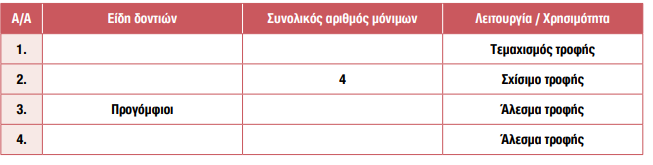 Α/Α Είδη δοντιών Συνολικός αριθμός μόνιμων Λειτουργία / Χρησιμότητα
1. Τεμαχισμός τροφής
2. 4 Σχίσιμο τροφής
3. Προγόμφιοι Άλεσμα τροφής
4. Άλεσμα τροφής